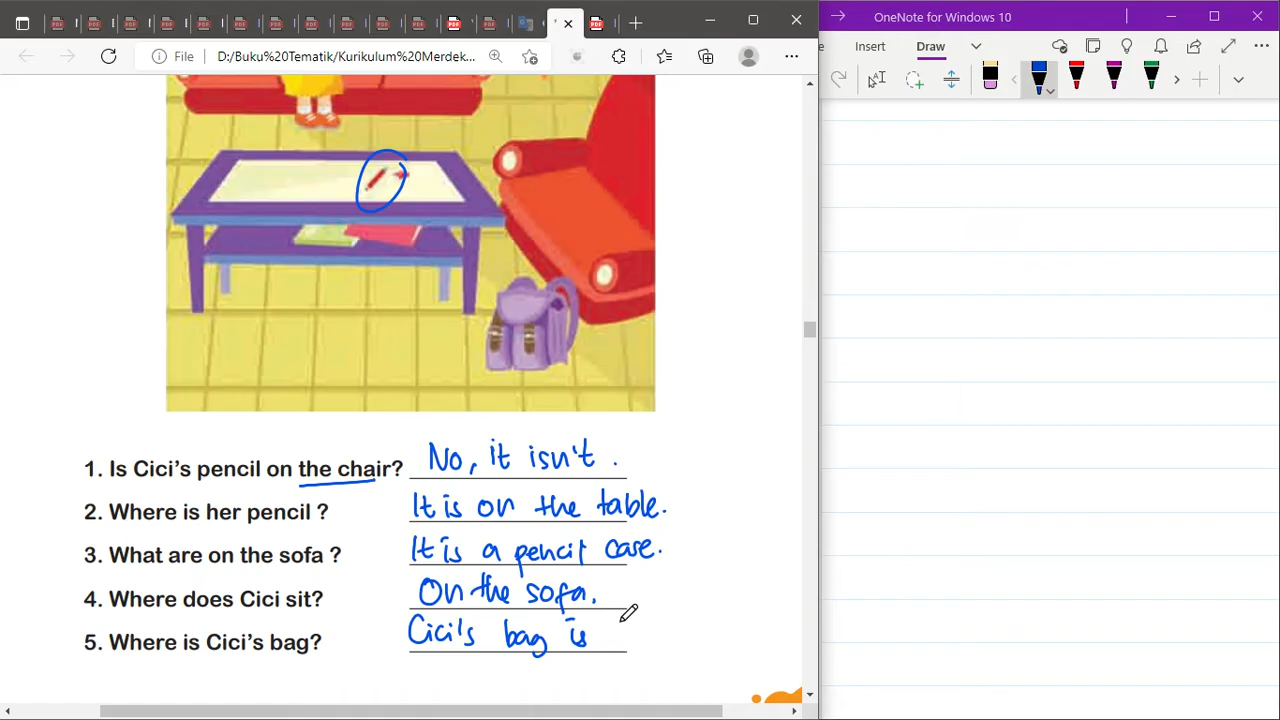 OneNote for Windows 10
File
D:/Buku%20Tematik/Kurikulum%20Merdek...
Insert
Draw
1. Is Cici's pencil on the chair? No, it isn't.
2. Where is her pencil ? It is on the table.
3. What are on the sofa ? It is a pencil case.
4. Where does Cici sit? On the sofa.
5. Where is Cici's bag? Cici's bag is